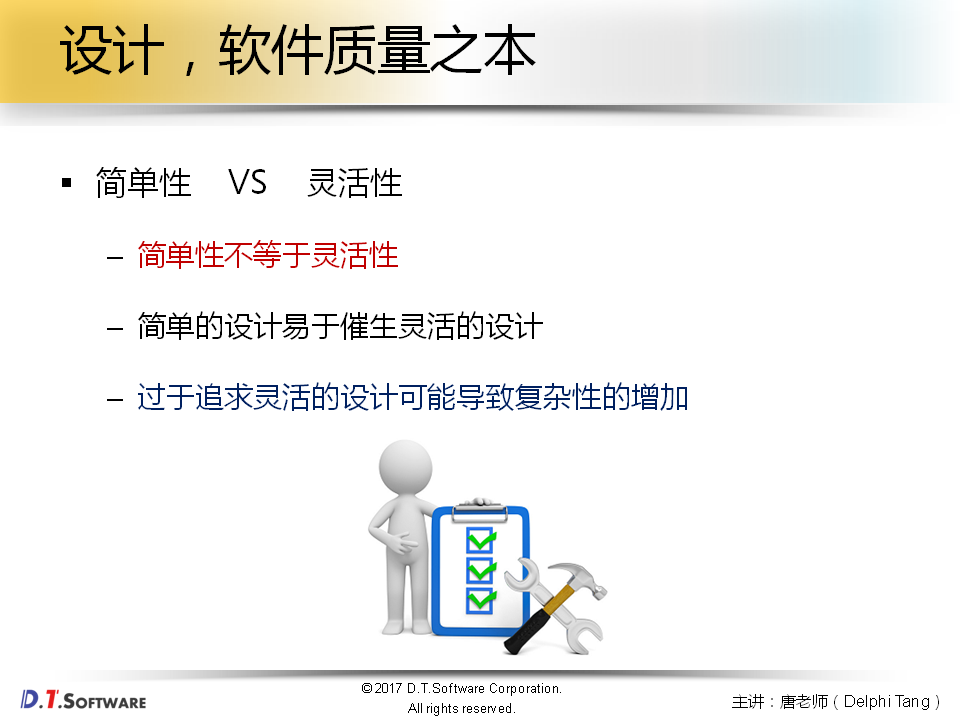 设计，软件质量之本
▪ 简单性 VS 灵活性
– 简单性不等于灵活性
– 简单的设计易于催生灵活的设计
– 过于追求灵活的设计可能导致复杂性的增加
D.T.SOFTWARE
©2017 D.T.Software Corporation.
All rights reserved.
主讲：唐老师（Delphi Tang）